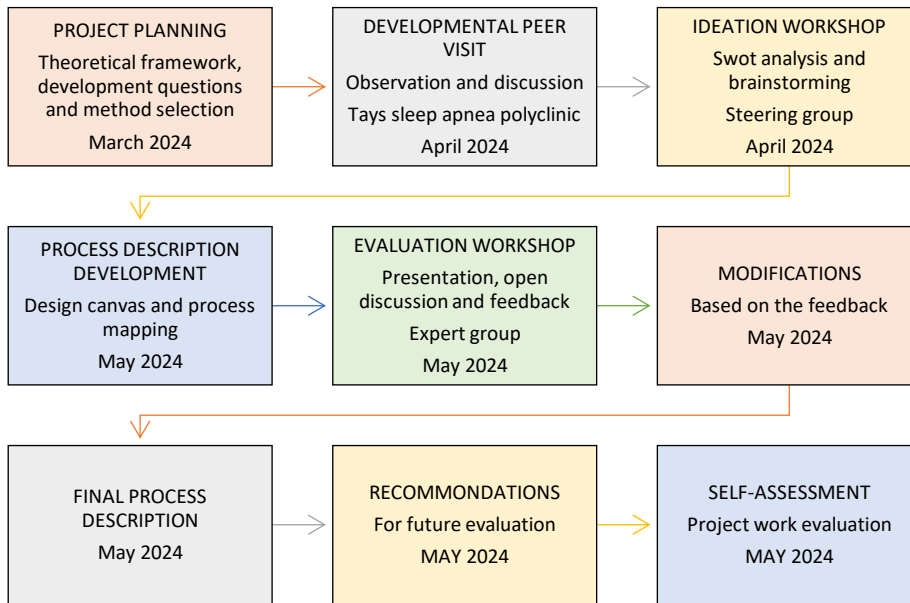 PROJECT PLANNING
Theoretical framework,
development questions
and method selection
March 2024
DEVELOPMENTAL PEER
VISIT
Observation and discussion
Tays sleep apnea polyclinic
April 2024
IDEATION WORKSHOP
Swot analysis and
brainstorming
Steering group
April 2024
PROCESS DESCRIPTION
DEVELOPMENT
Design canvas and process
mapping
May 2024
EVALUATION WORKSHOP
Presentation, open
discussion and feedback
Expert group
May 2024
MODIFICATIONS
Based on the feedback
May 2024
FINAL PROCESS
DESCRIPTION
May 2024
RECOMMONDATIONS
For future evaluation
MAY 2024
SELF-ASSESSMENT
Project work evaluation
MAY 2024